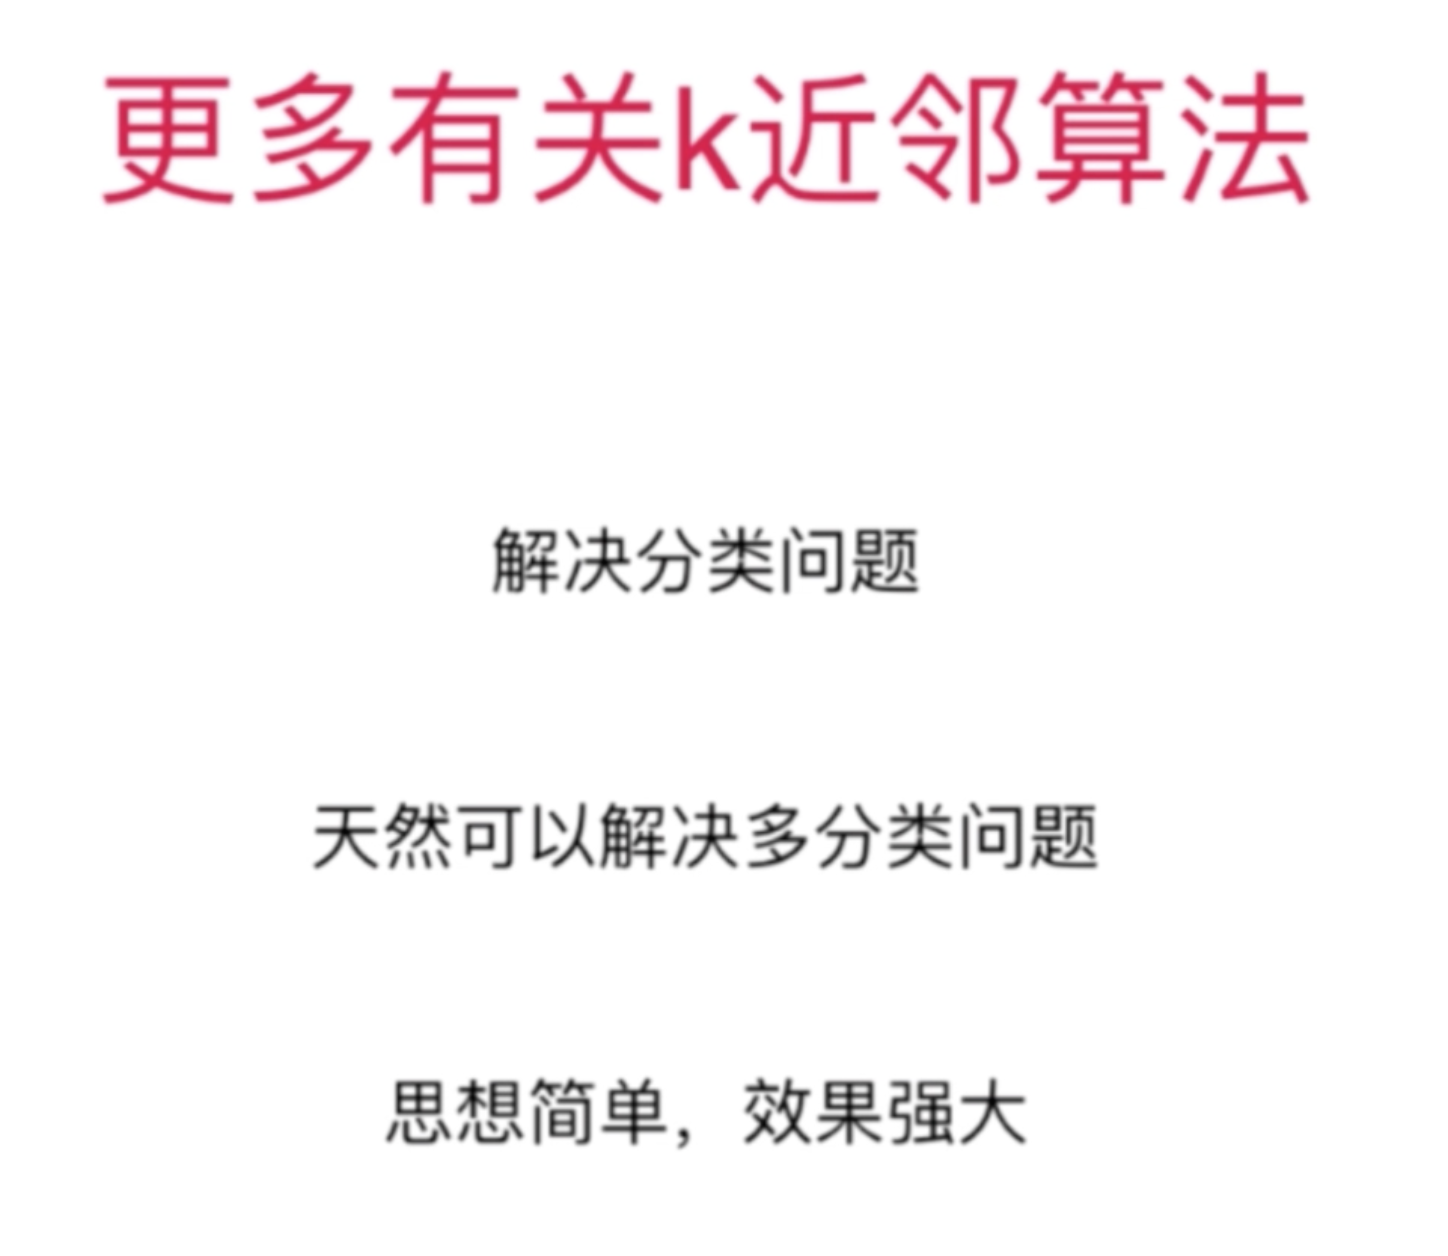 更多有关k近邻算法
解决分类问题
天然可以解决多分类问题
思想简单，效果强大